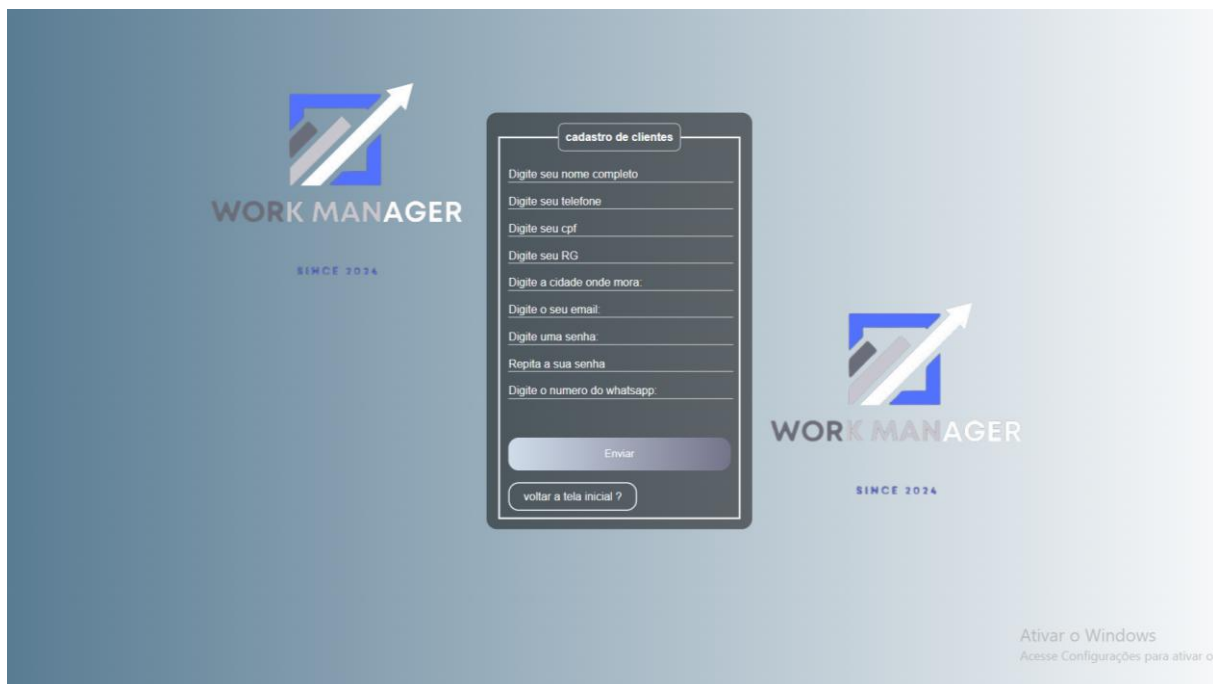 WORK MANAGER
SINCE 2024
cadastro de clientes
Digite seu nome completo
Digite seu telefone
Digite seu cpf
Digite seu RG
Digite a cidade onde mora:
Digite o seu email:
Digite uma senha:
Repita a sua senha
Digite o numero do whatsapp:
Enviar
voltar a tela inicial ?
WORK MANAGER
SINCE 2024
Ativar o Windows
Acesse Configurações para ativar o